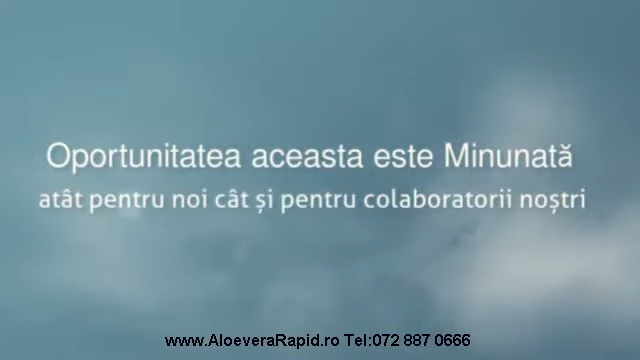 Oportunitatea aceasta este Minunată
atât pentru noi cât și pentru colaboratorii noștri
www.AloeveraRapid.ro Tel:072 887 0666